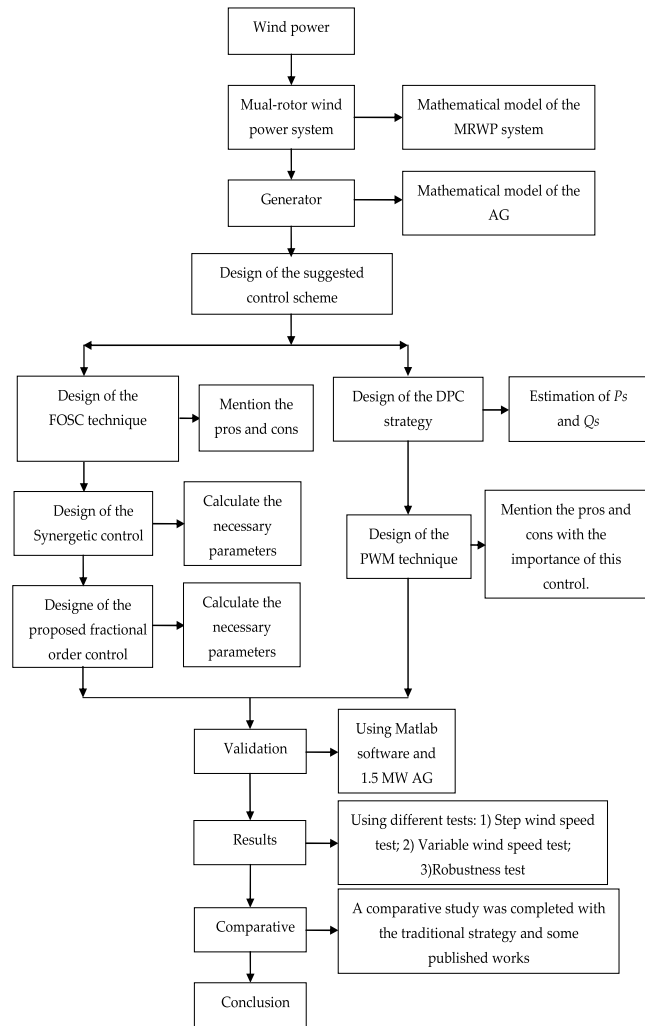 Wind power
Mual-rotor wind
power system
Mathematical model of the
MRWP system
Generator
Mathematical model of the
AG
Design of the suggested
control scheme
Design of the
FOSC technique
Mention the
pros and cons
Design of the DPC
strategy
Estimation of Ps
and Qs
Design of the
Synergetic control
Calculate the
necessary
parameters
Design of the
PWM technique
Mention the pros and
cons with the
importance of this
control.
Designe of the
proposed fractional
order control
Calculate the
necessary
parameters
Validation
Using Matlab
software and
1.5 MW AG
Results
Using different tests: 1) Step wind speed
test; 2) Variable wind speed test;
3)Robustness test
Comparative
A comparative study was completed with
the traditional strategy and some
published works
Conclusion